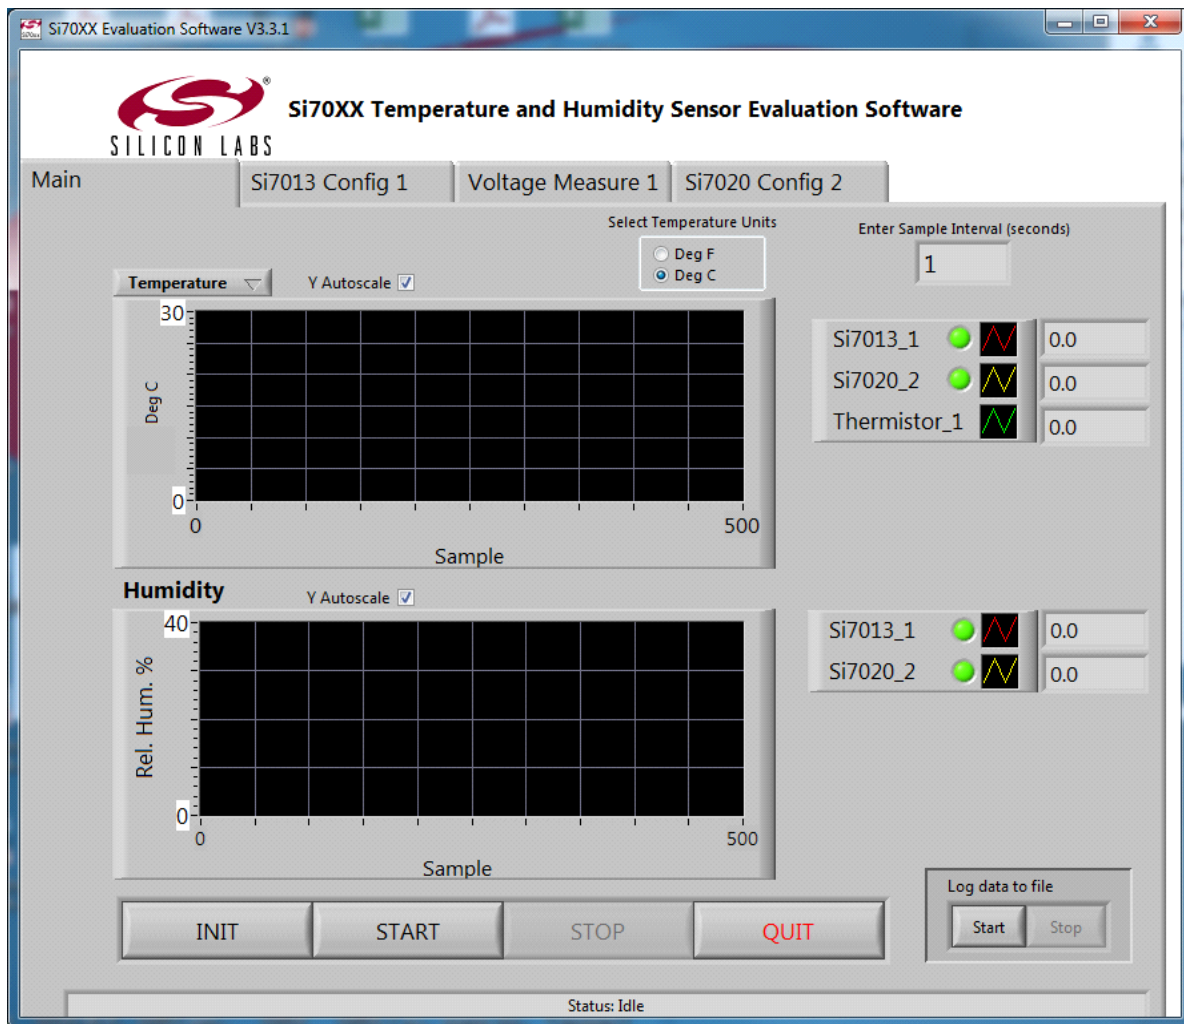 Si70XX Evaluation Software V3.3.1
SILICON LABS®
Si70XX Temperature and Humidity Sensor Evaluation Software
Main
Si7013 Config 1
Voltage Measure 1
Si7020 Config 2
Select Temperature Units
Deg F
Deg C
Enter Sample Interval (seconds)
1
Temperature
Y Autoscale
30
Deg C
0
0
500
Sample
Si7013_1 0.0
Si7020_2 0.0
Thermistor_1 0.0
Humidity
Y Autoscale
40
Rel. Hum. %
0
0
500
Sample
Si7013_1 0.0
Si7020_2 0.0
Log data to file
Start
Stop
INIT
START
STOP
QUIT
Status: Idle